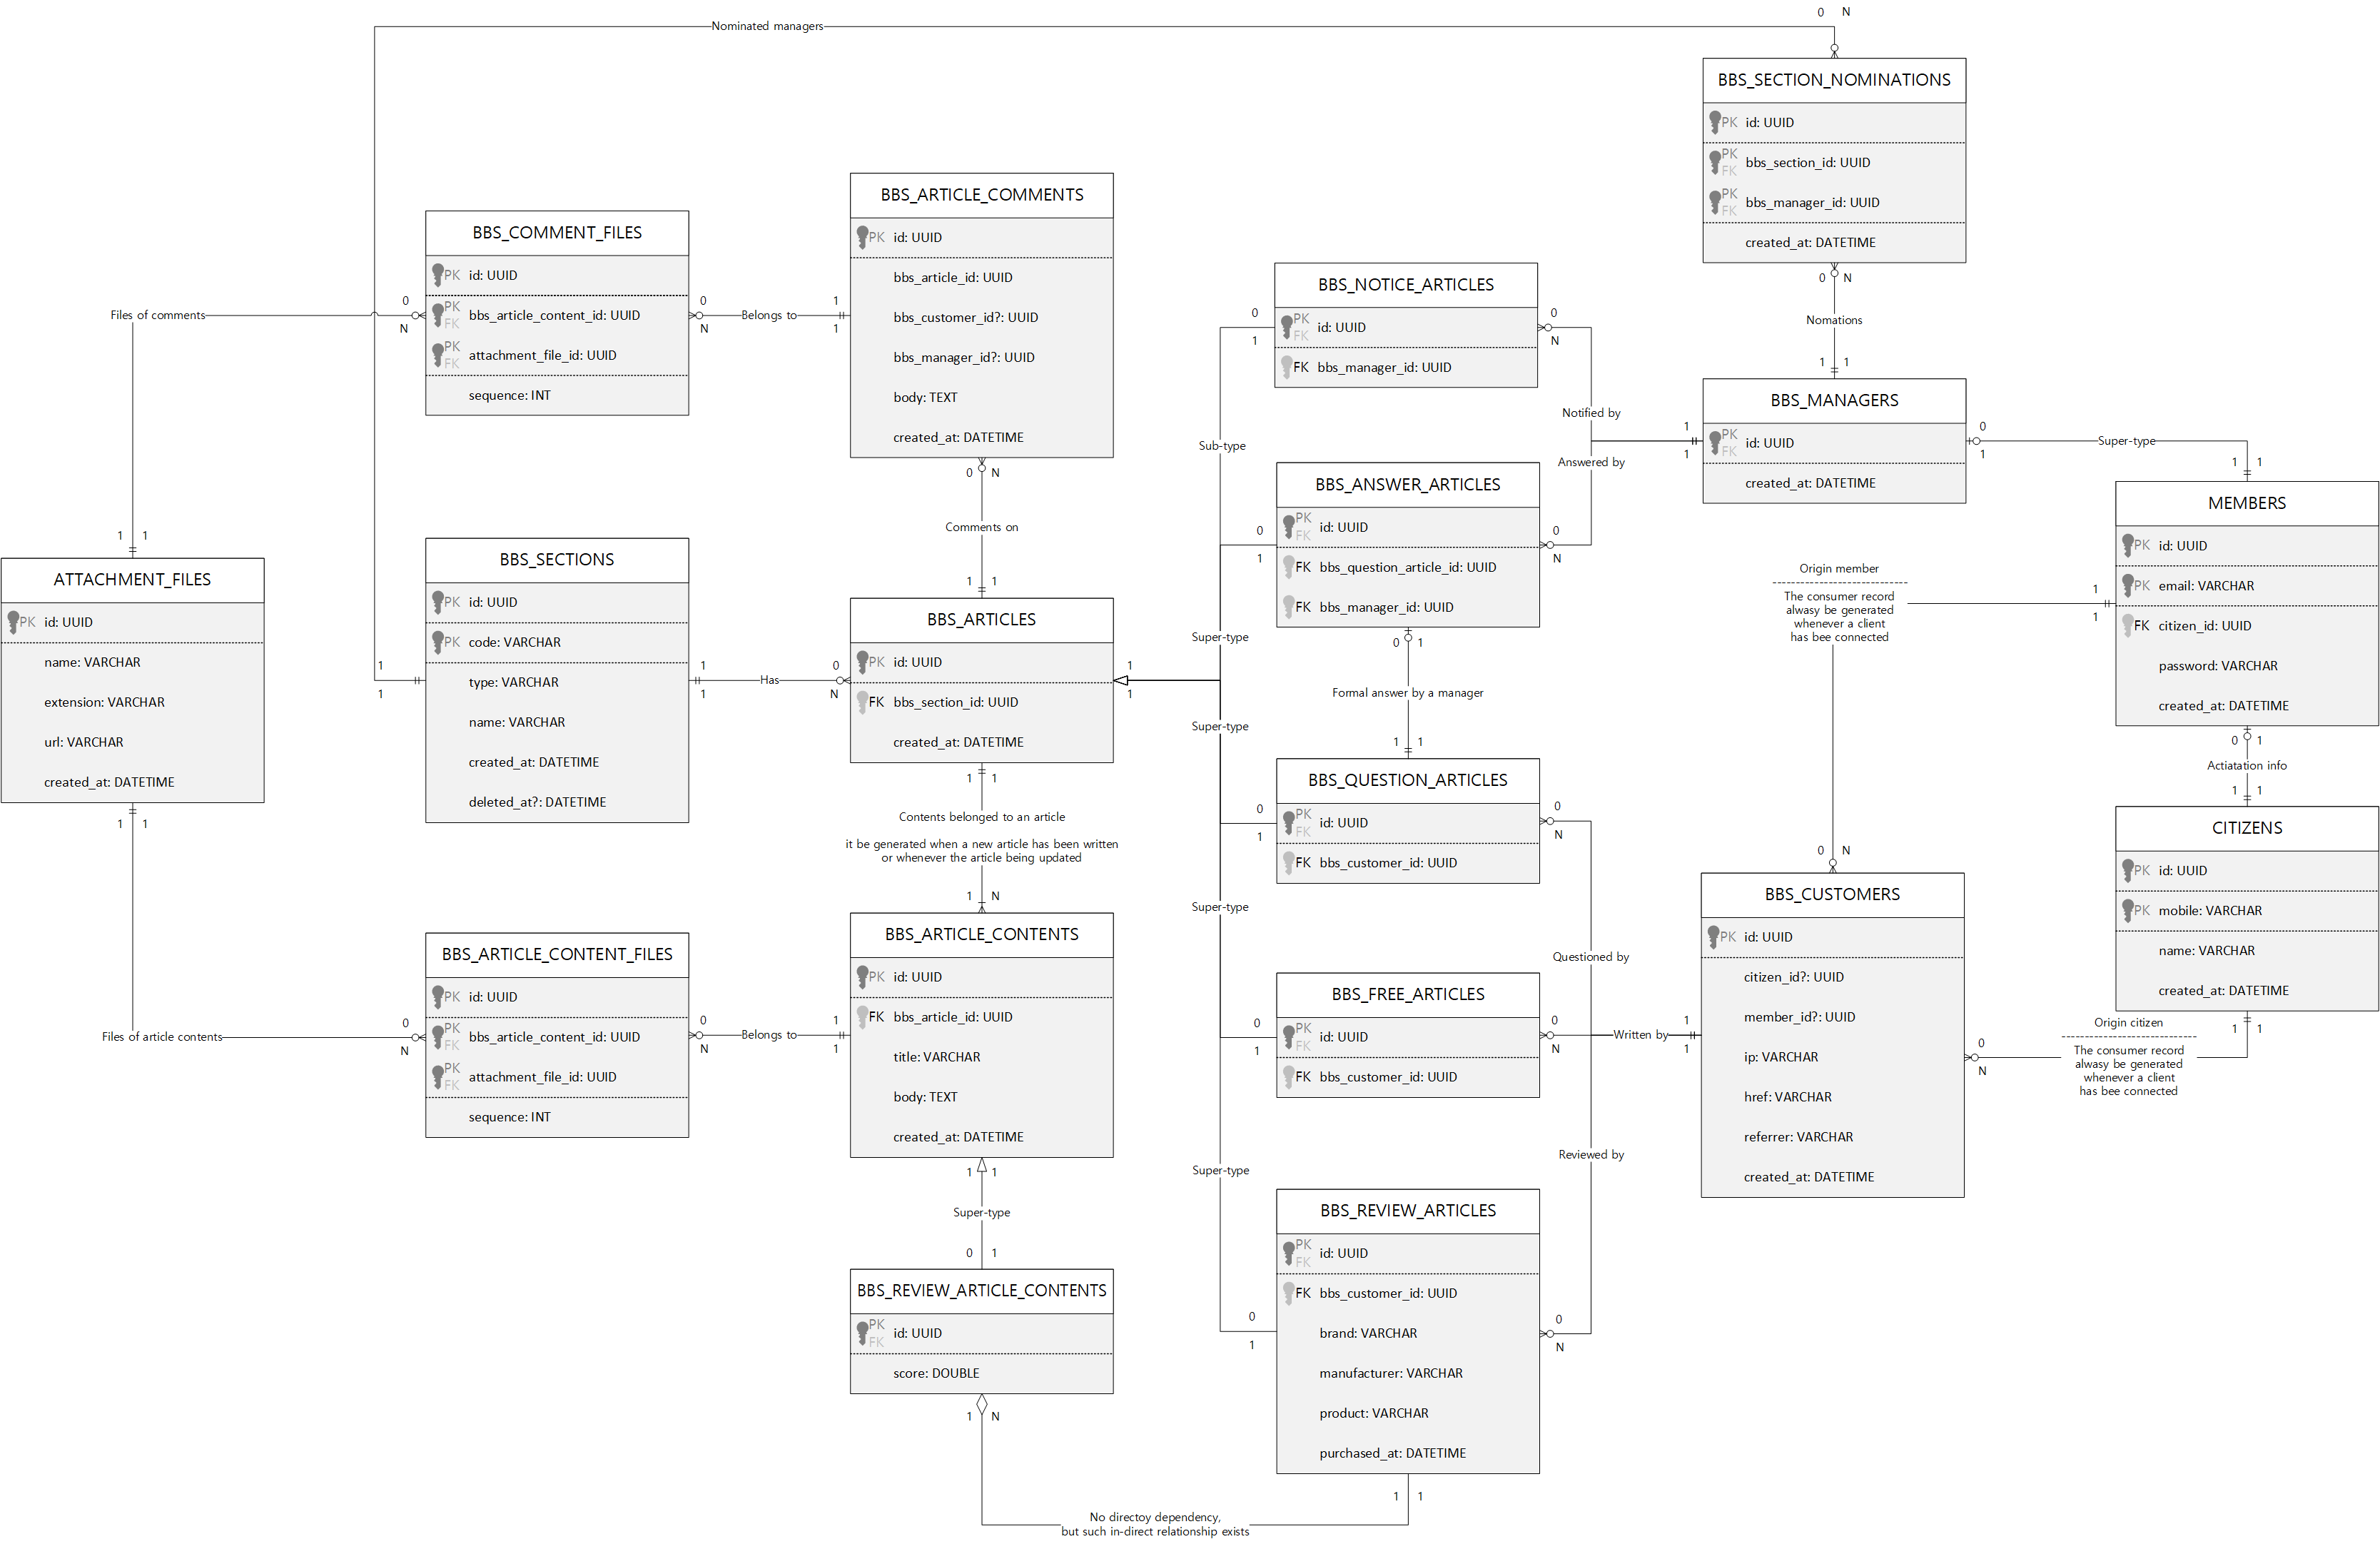 Nominated managers
0 N
BBS_SECTION_NOMINATIONS
PK id: UUID
PK FK bbs_section_id: UUID
PK FK bbs_manager_id: UUID
created_at: DATETIME
0 N
Nomations
1 1
BBS_ARTICLE_COMMENTS
PK id: UUID
bbs_article_id: UUID
bbs_customer_id?: UUID
bbs_manager_id?: UUID
body: TEXT
created_at: DATETIME
0 N
Comments on
1 1
BBS_COMMENT_FILES
PK id: UUID
PK FK bbs_article_content_id: UUID
PK FK attachment_file_id: UUID
sequence: INT
0 N
Files of comments
1 1
0 N
Belongs to
1 1
BBS_NOTICE_ARTICLES
PK FK id: UUID
FK bbs_manager_id: UUID
0 1
Sub-type
0 N
Notified by
1 1
Answered by
BBS_MANAGERS
PK FK id: UUID
created_at: DATETIME
0 1
Super-type
1 1
BBS_ANSWER_ARTICLES
PK FK id: UUID
FK bbs_question_article_id: UUID
FK bbs_manager_id: UUID
0 1
Super-type
0 N
0 1
Formal answer by a manager
1 1
MEMBERS
PK id: UUID
PK email: VARCHAR
FK citizen_id: UUID
password: VARCHAR
created_at: DATETIME
1 1
Origin member
--------------------------
The consumer record
alwasy be generated
whenever a client
has bee connected
0 N
0 1
Actiatation info
1 1
ATTACHMENT_FILES
PK id: UUID
name: VARCHAR
extension: VARCHAR
url: VARCHAR
created_at: DATETIME
1 1
BBS_SECTIONS
PK id: UUID
PK code: VARCHAR
type: VARCHAR
name: VARCHAR
created_at: DATETIME
deleted_at?: DATETIME
1 1
1 1
Has
0 N
BBS_ARTICLES
PK id: UUID
FK bbs_section_id: UUID
created_at: DATETIME
1 1
1 1
Contents belonged to an article
it be generated when a new article has been written
or whenever the article being updated
1 N
BBS_QUESTION_ARTICLES
PK FK id: UUID
FK bbs_customer_id: UUID
Super-type
0 1
0 N
Questioned by
CITIZENS
PK id: UUID
PK mobile: VARCHAR
name: VARCHAR
created_at: DATETIME
1 1
Origin citizen
--------------------------
The consumer record
alwasy be generated
whenever a client
has bee connected
0 N
BBS_CUSTOMERS
PK id: UUID
citizen_id?: UUID
member_id?: UUID
ip: VARCHAR
href: VARCHAR
referrer: VARCHAR
created_at: DATETIME
BBS_ARTICLE_CONTENT_FILES
PK id: UUID
PK FK bbs_article_content_id: UUID
PK FK attachment_file_id: UUID
sequence: INT
Files of article contents
0 N
0 N
Belongs to
1 1
BBS_ARTICLE_CONTENTS
PK id: UUID
FK bbs_article_id: UUID
title: VARCHAR
body: TEXT
created_at: DATETIME
1 1
Super-type
0 1
BBS_FREE_ARTICLES
PK FK id: UUID
FK bbs_customer_id: UUID
Super-type
0 1
0 N
Written by
1 1
Reviewed by
BBS_REVIEW_ARTICLES
PK FK id: UUID
FK bbs_customer_id: UUID
brand: VARCHAR
manufacturer: VARCHAR
product: VARCHAR
purchased_at: DATETIME
Super-type
0 1
0 N
1 1
BBS_REVIEW_ARTICLE_CONTENTS
PK FK id: UUID
score: DOUBLE
1 N
No directoy dependency,
but such in-direct relationship exists